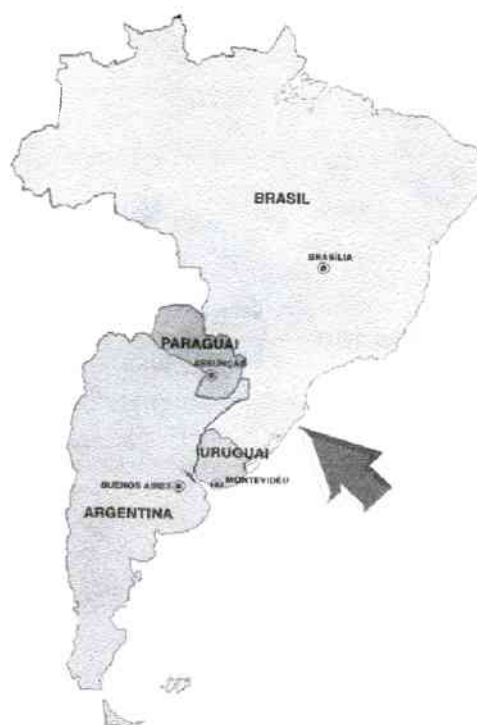 BRASIL
BRASÍLIA
PARAGUAI
ASSUNÇÃO
URUGUAI
MONTEVIDÉU
BUENOS AIRES
ARGENTINA